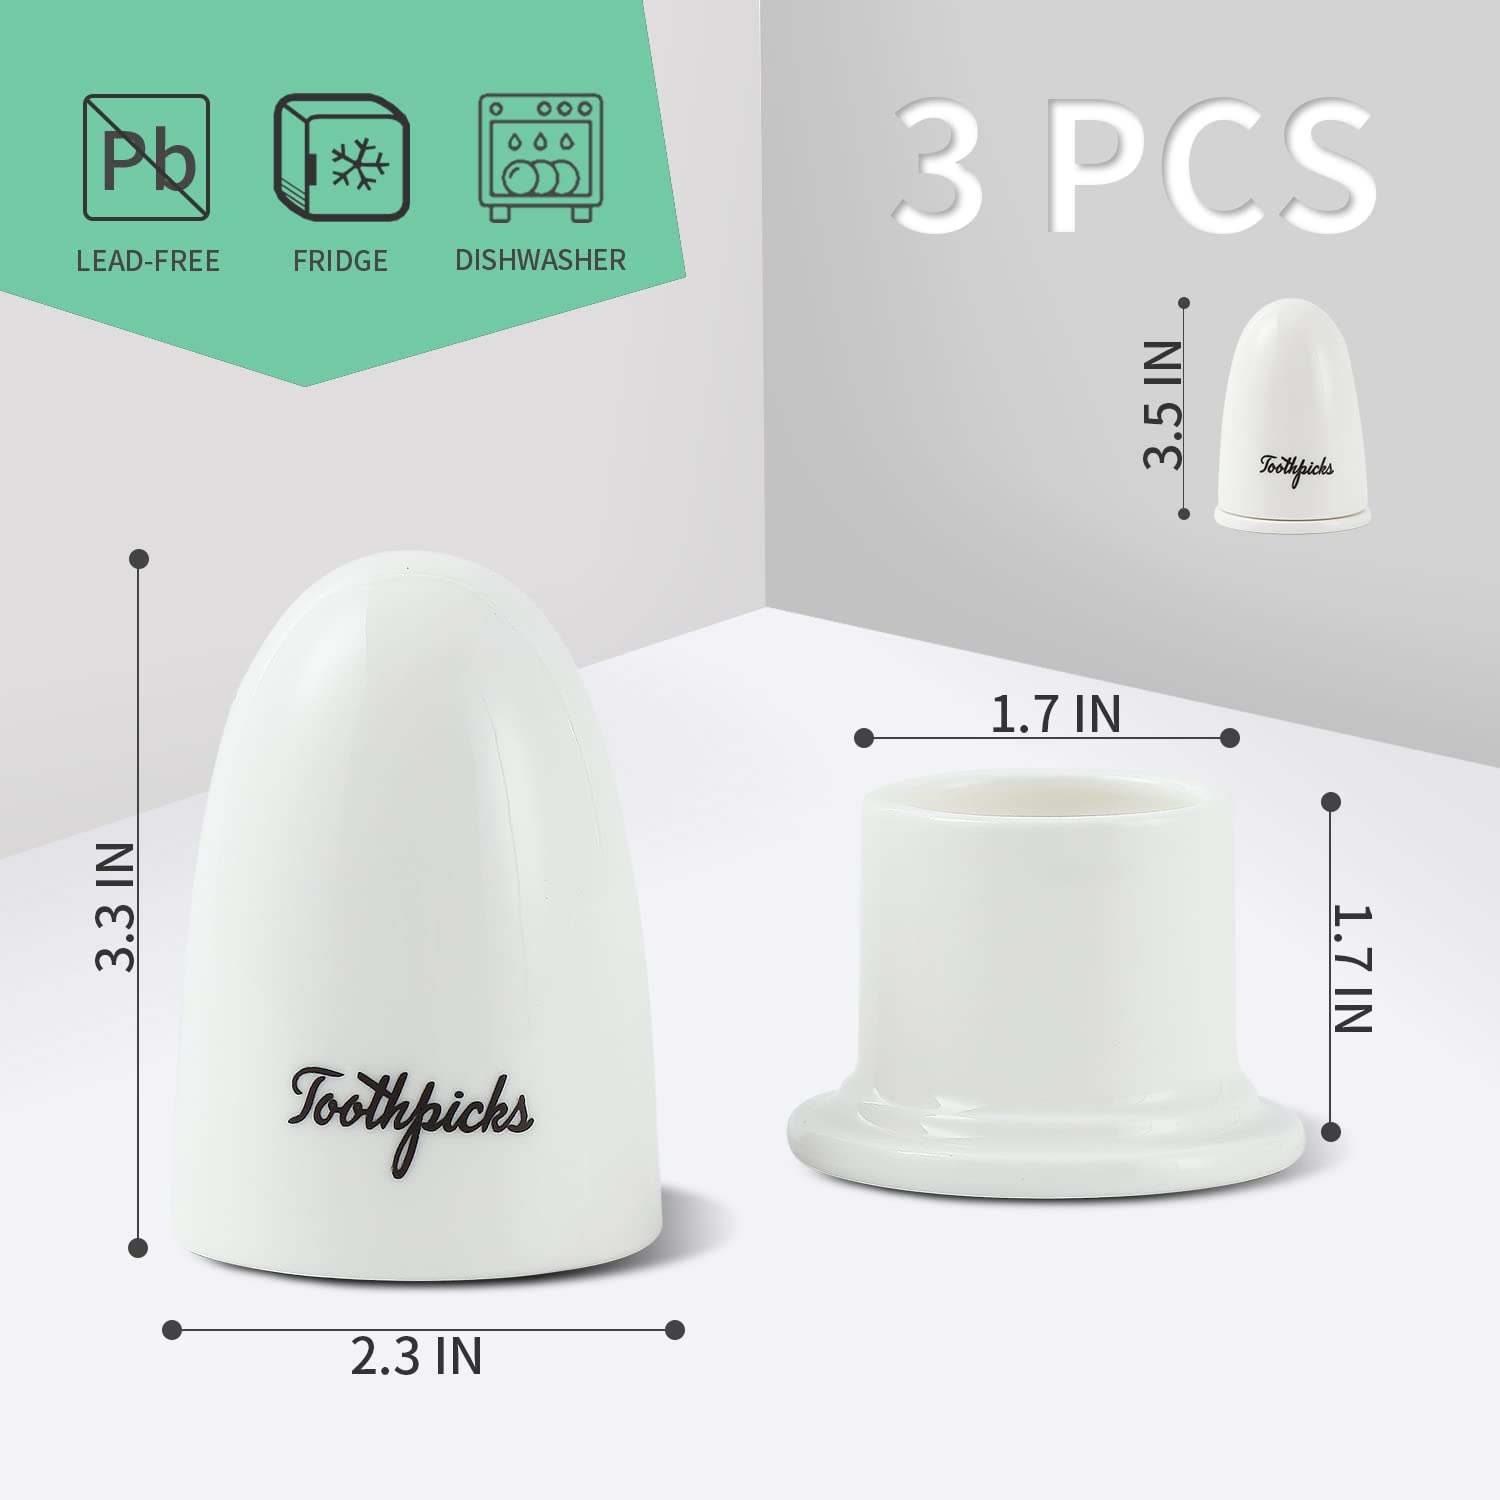 Pb
LEAD-FREE
FRIDGE
DISHWASHER
3 PCS
3.5 IN
Toothpicks
1.7 IN
1.7 IN
3.3 IN
Toothpicks
2.3 IN